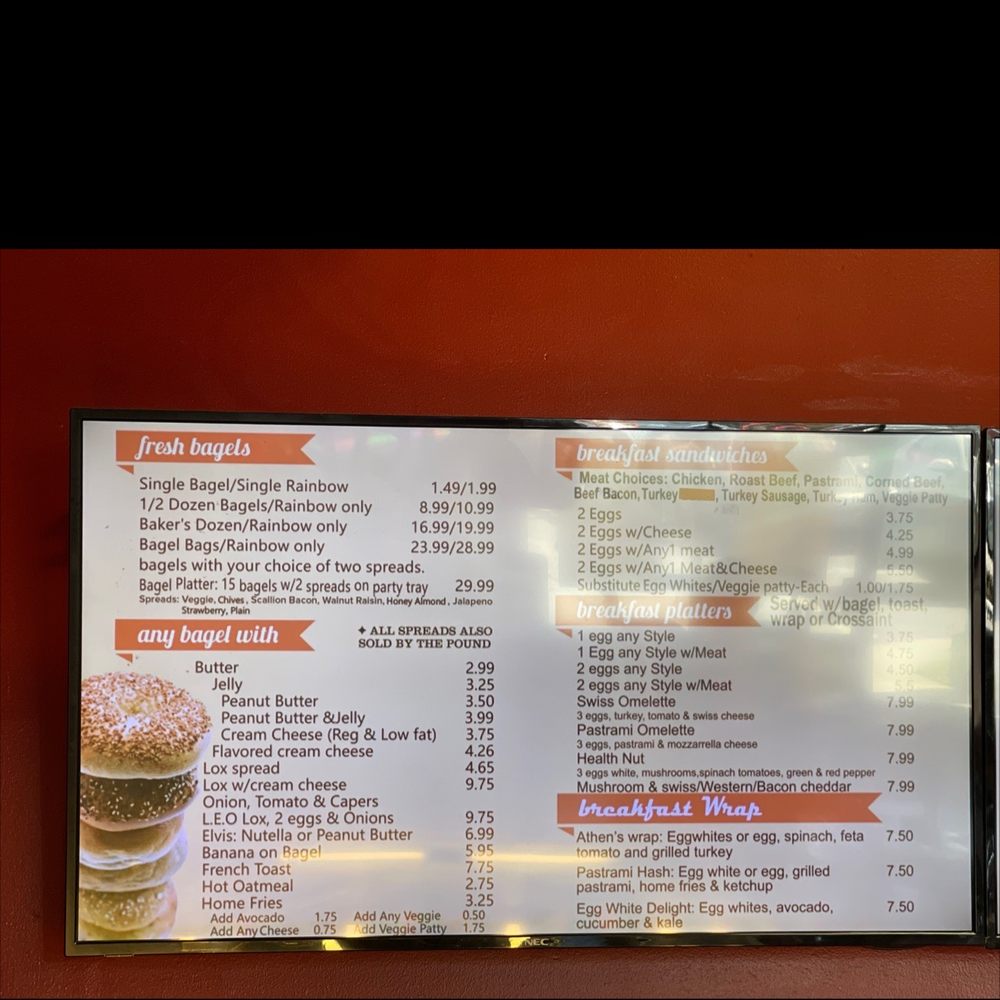 fresh bagels
Single Bagel/Single Rainbow 1.49/1.99
1/2 Dozen Bagels/Rainbow only 8.99/10.99
Baker's Dozen/Rainbow only 16.99/19.99
Bagel Bags/Rainbow only 23.99/28.99
bagels with your choice of two spreads.
Bagel Platter: 15 bagels w/2 spreads on party tray 29.99
Spreads: Veggie, Chives, Scallion Bacon, Walnut Raisin, Honey Almond, Jalapeno
Strawberry, Plain
any bagel with
✦ ALL SPREADS ALSO
SOLD BY THE POUND
Butter 2.99
Jelly 3.25
Peanut Butter 3.50
Peanut Butter &Jelly 3.99
Cream Cheese (Reg & Low fat) 3.75
Flavored cream cheese 4.26
Lox spread 4.65
Lox w/cream cheese 9.75
Onion, Tomato & Capers
L.E.O Lox, 2 eggs & Onions 9.75
Elvis: Nutella or Peanut Butter 6.99
Banana on Bagel 5.95
French Toast 7.75
Hot Oatmeal 2.75
Home Fries 3.25
Add Avocado 1.75 Add Any Veggie 0.50
Add Any Cheese 0.75 Add Veggie Patty 1.75
breakfast sandwiches
Meat Choices: Chicken, Roast Beef, Pastrami, Corned Beef,
Beef Bacon, Turkey , Turkey Sausage, Turkey Ham, Veggie Patty
2 Eggs 3.75
2 Eggs w/Cheese 4.25
2 Eggs w/Any1 meat 4.99
2 Eggs w/Any1 Meat&Cheese 5.50
Substitute Egg Whites/Veggie patty-Each 1.00/1.75
breakfast platters
Served w/bagel, toast,
wrap or Crossaint
1 egg any Style 3.75
1 Egg any Style w/Meat 4.75
2 eggs any Style 4.50
2 eggs any Style w/Meat 5.5
Swiss Omelette 7.99
3 eggs, turkey, tomato & swiss cheese
Pastrami Omelette 7.99
3 eggs, pastrami & mozzarrella cheese
Health Nut 7.99
3 eggs white, mushrooms,spinach tomatoes, green & red pepper
Mushroom & swiss/Western/Bacon cheddar 7.99
breakfast Wrap
Athen's wrap: Eggwhites or egg, spinach, feta 7.50
tomato and grilled turkey
Pastrami Hash: Egg white or egg, grilled 7.50
pastrami, home fries & ketchup
Egg White Delight: Egg whites, avocado, 7.50
cucumber & kale
NEC